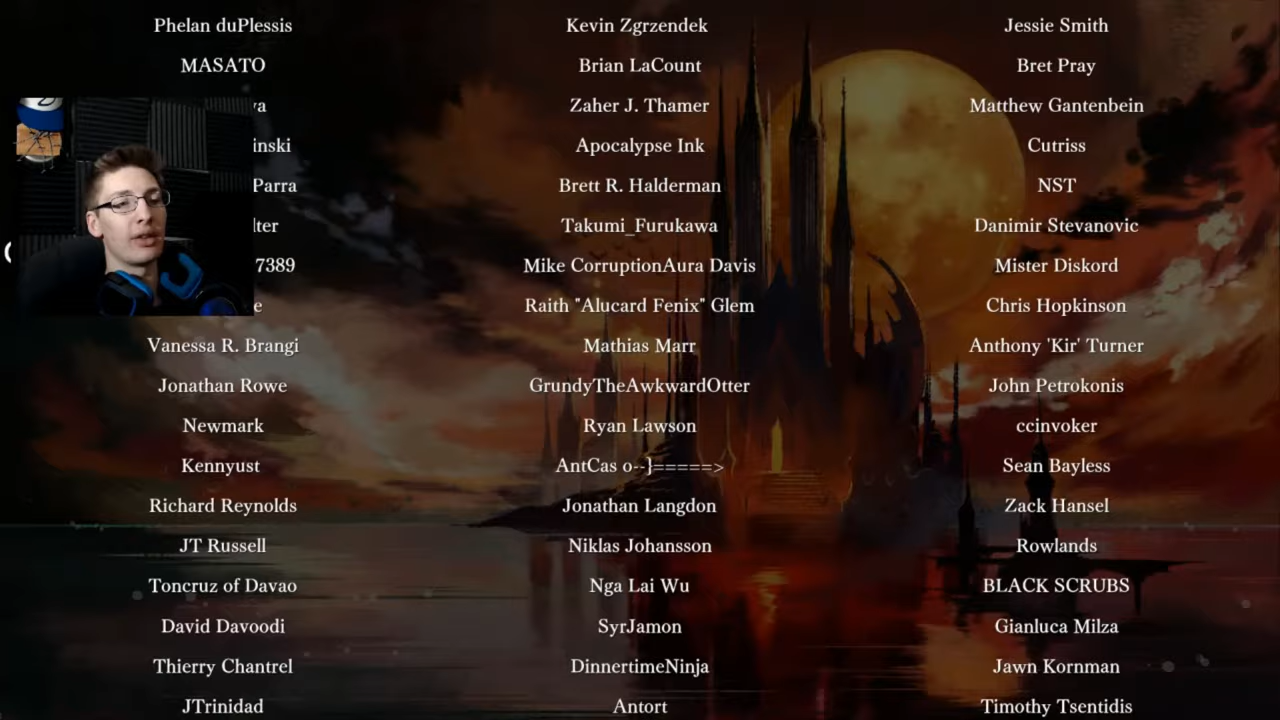 Phelan duPlessis
Kevin Zgrzendek
Jessie Smith
MASATO
Brian LaCount
Bret Pray
Zaher J. Thamer
Matthew Gantenbein
Apocalypse Ink
Cutriss
Parra
Brett R. Halderman
NST
Takumi_Furukawa
Danimir Stevanovic
7389
Mike CorruptionAura Davis
Mister Diskord
Raith "Alucard Fenix" Glem
Chris Hopkinson
Vanessa R. Brangi
Mathias Marr
Anthony 'Kir' Turner
Jonathan Rowe
GrundyTheAwkwardOtter
John Petrokonis
Newmark
Ryan Lawson
ccinvoker
Kennyust
AntCas o--}=====>
Sean Bayless
Richard Reynolds
Jonathan Langdon
Zack Hansel
JT Russell
Niklas Johansson
Rowlands
Toncruz of Davao
Nga Lai Wu
BLACK SCRUBS
David Davoodi
SyrJamon
Gianluca Milza
Thierry Chantrel
DinnertimeNinja
Jawn Kornman
JTrinidad
Antort
Timothy Tsentidis